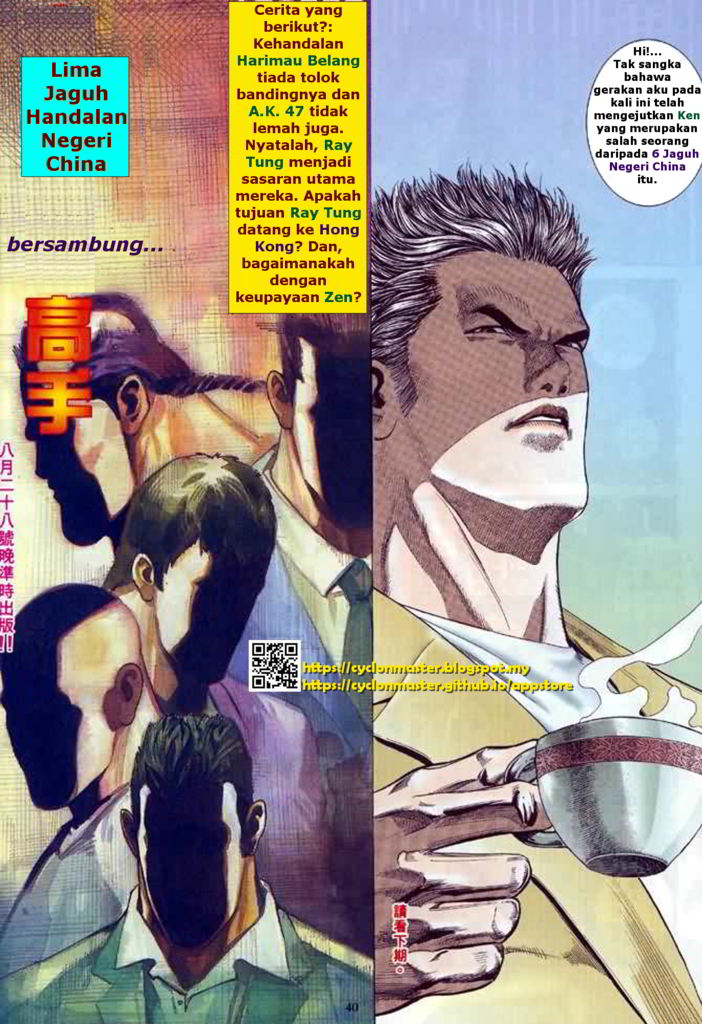 Lima
Jaguh
Handalan
Negeri
China
Cerita yang
berikut?:
Kehandalan
Harimau Belang
tiada tolok
bandingnya dan
A.K. 47 tidak
lemah juga.
Nyatalah, Ray
Tung menjadi
sasaran utama
mereka. Apakah
tujuan Ray Tung
datang ke Hong
Kong? Dan,
bagaimanakah
dengan
keupayaan Zen?
Hi!...
Tak sangka
bahawa
gerakan aku pada
kali ini telah
mengejutkan Ken
yang merupakan
salah seorang
daripada 6 Jaguh
Negeri China
itu.
bersambung...
高手
八月二十八號晚準時出版!!
https://cyclonmaster.blogspot.my
https://cyclonmaster.github.io/appstore
請看下期。
40